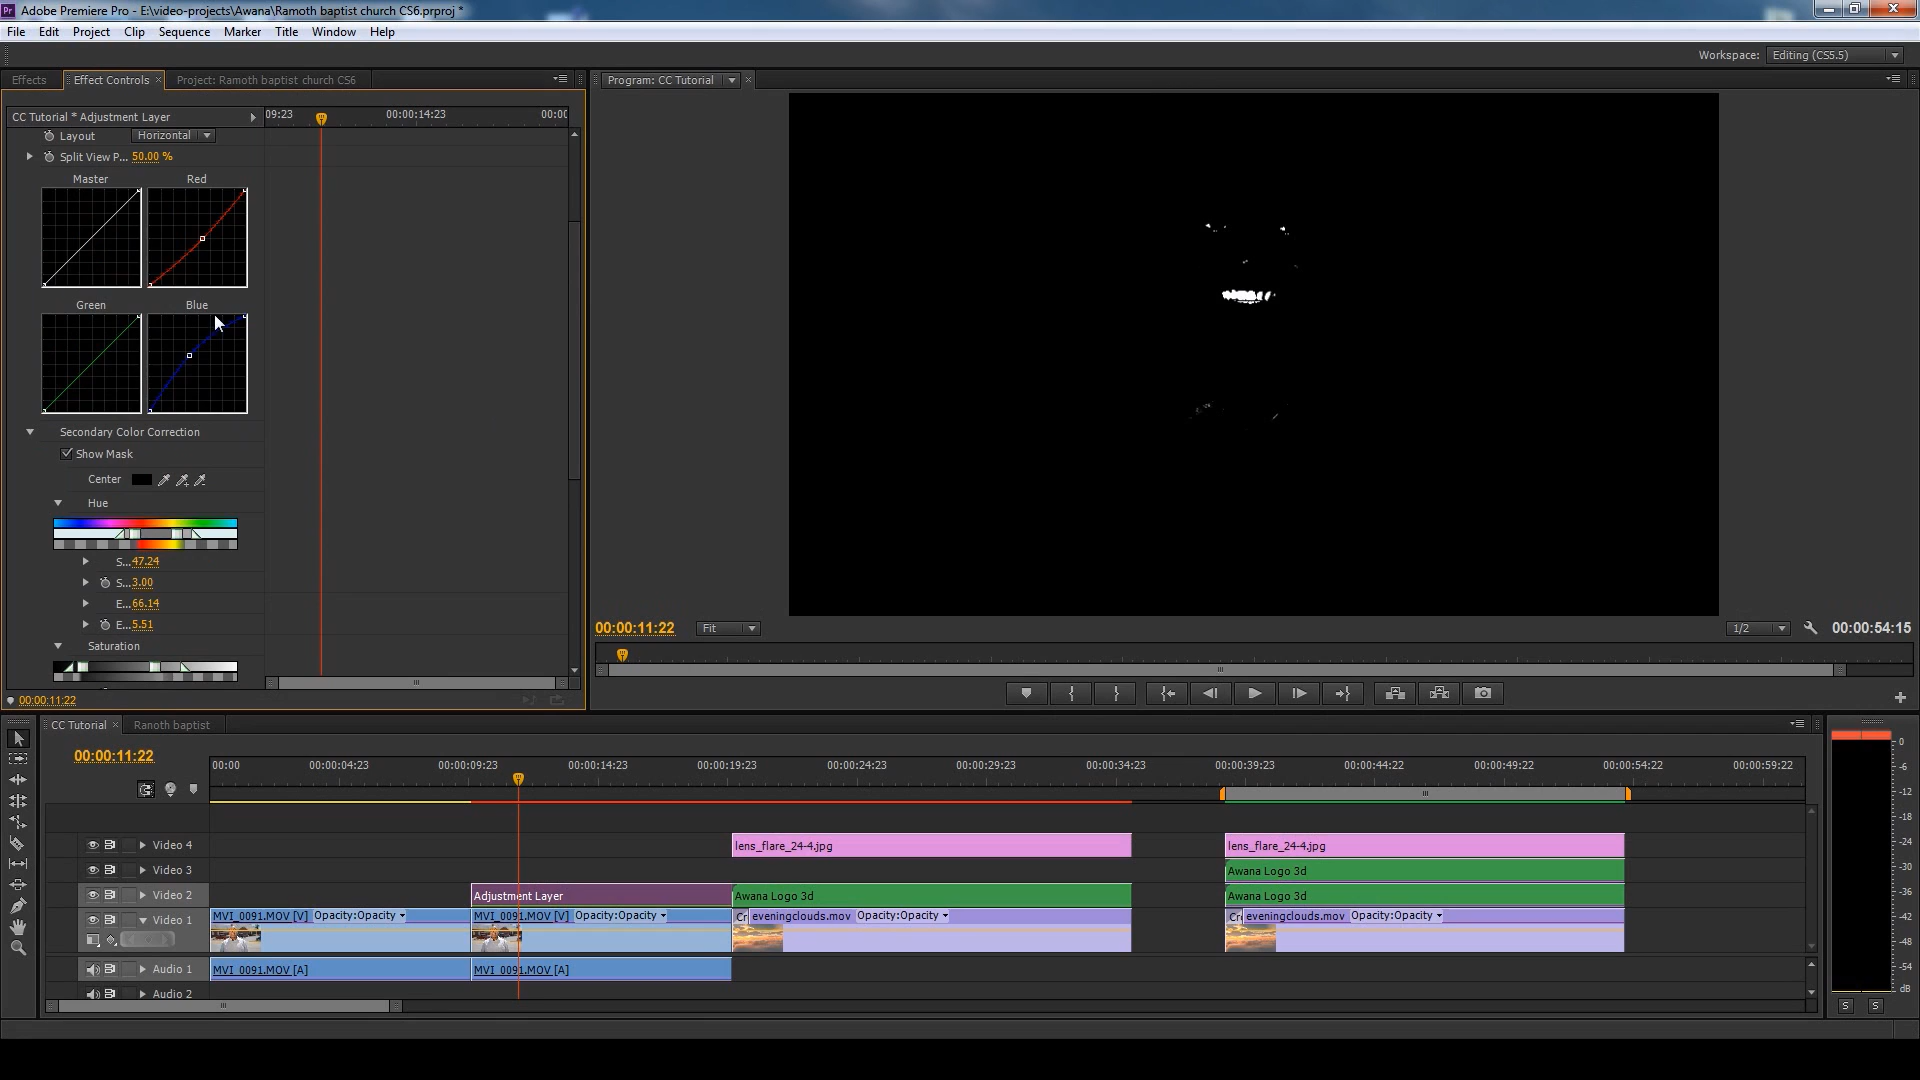 Pr Adobe Premiere Pro - E:\video-projects\Awana\Ramoth baptist church CS6.prproj *
File Edit Project Clip Sequence Marker Title Window Help
Workspace: Editing (CS5.5)
Effects Effect Controls × Project: Ramoth baptist church CS6
Program: CC Tutorial ×
CC Tutorial * Adjustment Layer
09:23 00:00:14:23 00:00
Layout Horizontal
Split View P... 50.00 %
Master Red
Green Blue
Secondary Color Correction
Show Mask
Center
Hue
S... 47.24
S... 3.00
E... 66.14
E... 5.51
Saturation
00:00:11:22
00:00:11:22 Fit 1/2 00:00:54:15
CC Tutorial × Ranoth baptist
00:00:11:22
00:00 00:00:04:23 00:00:09:23 00:00:14:23 00:00:19:23 00:00:24:23 00:00:29:23 00:00:34:23 00:00:39:23 00:00:44:22 00:00:49:22 00:00:54:22 00:00:59:22
Video 4 lens_flare_24-4.jpg lens_flare_24-4.jpg
Video 3 Awana Logo 3d
Video 2 Adjustment Layer Awana Logo 3d Awana Logo 3d
Video 1 MVI_0091.MOV [V] Opacity:Opacity MVI_0091.MOV [V] Opacity:Opacity Cr eveningclouds.mov Opacity:Opacity Cr eveningclouds.mov Opacity:Opacity
Audio 1 MVI_0091.MOV [A] MVI_0091.MOV [A]
Audio 2
0
-6
-12
-18
-24
-30
-36
-42
-48
-54
dB
S S